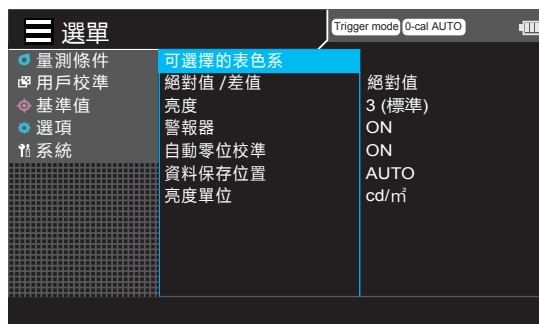 選單
Trigger mode 0-cal AUTO
量測條件
用戶校準
基準值
選項
系統
可選擇的表色系
絕對值 /差值 絕對值
亮度 3 (標準)
警報器 ON
自動零位校準 ON
資料保存位置 AUTO
亮度單位 cd/㎡